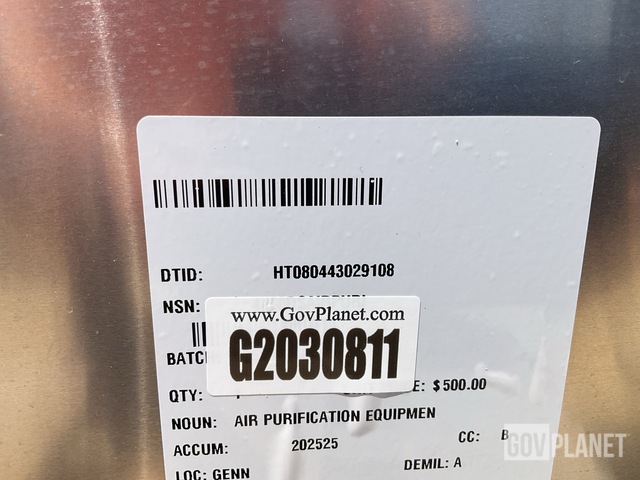 DTID: HT080443029108
NSN:
www.GovPlanet.com
BATCH
G2030811
QTY: E: $500.00
NOUN: AIR PURIFICATION EQUIPMEN
ACCUM: 202525 CC: B
LOC: GENN DEMIL: A
GOVPLANET